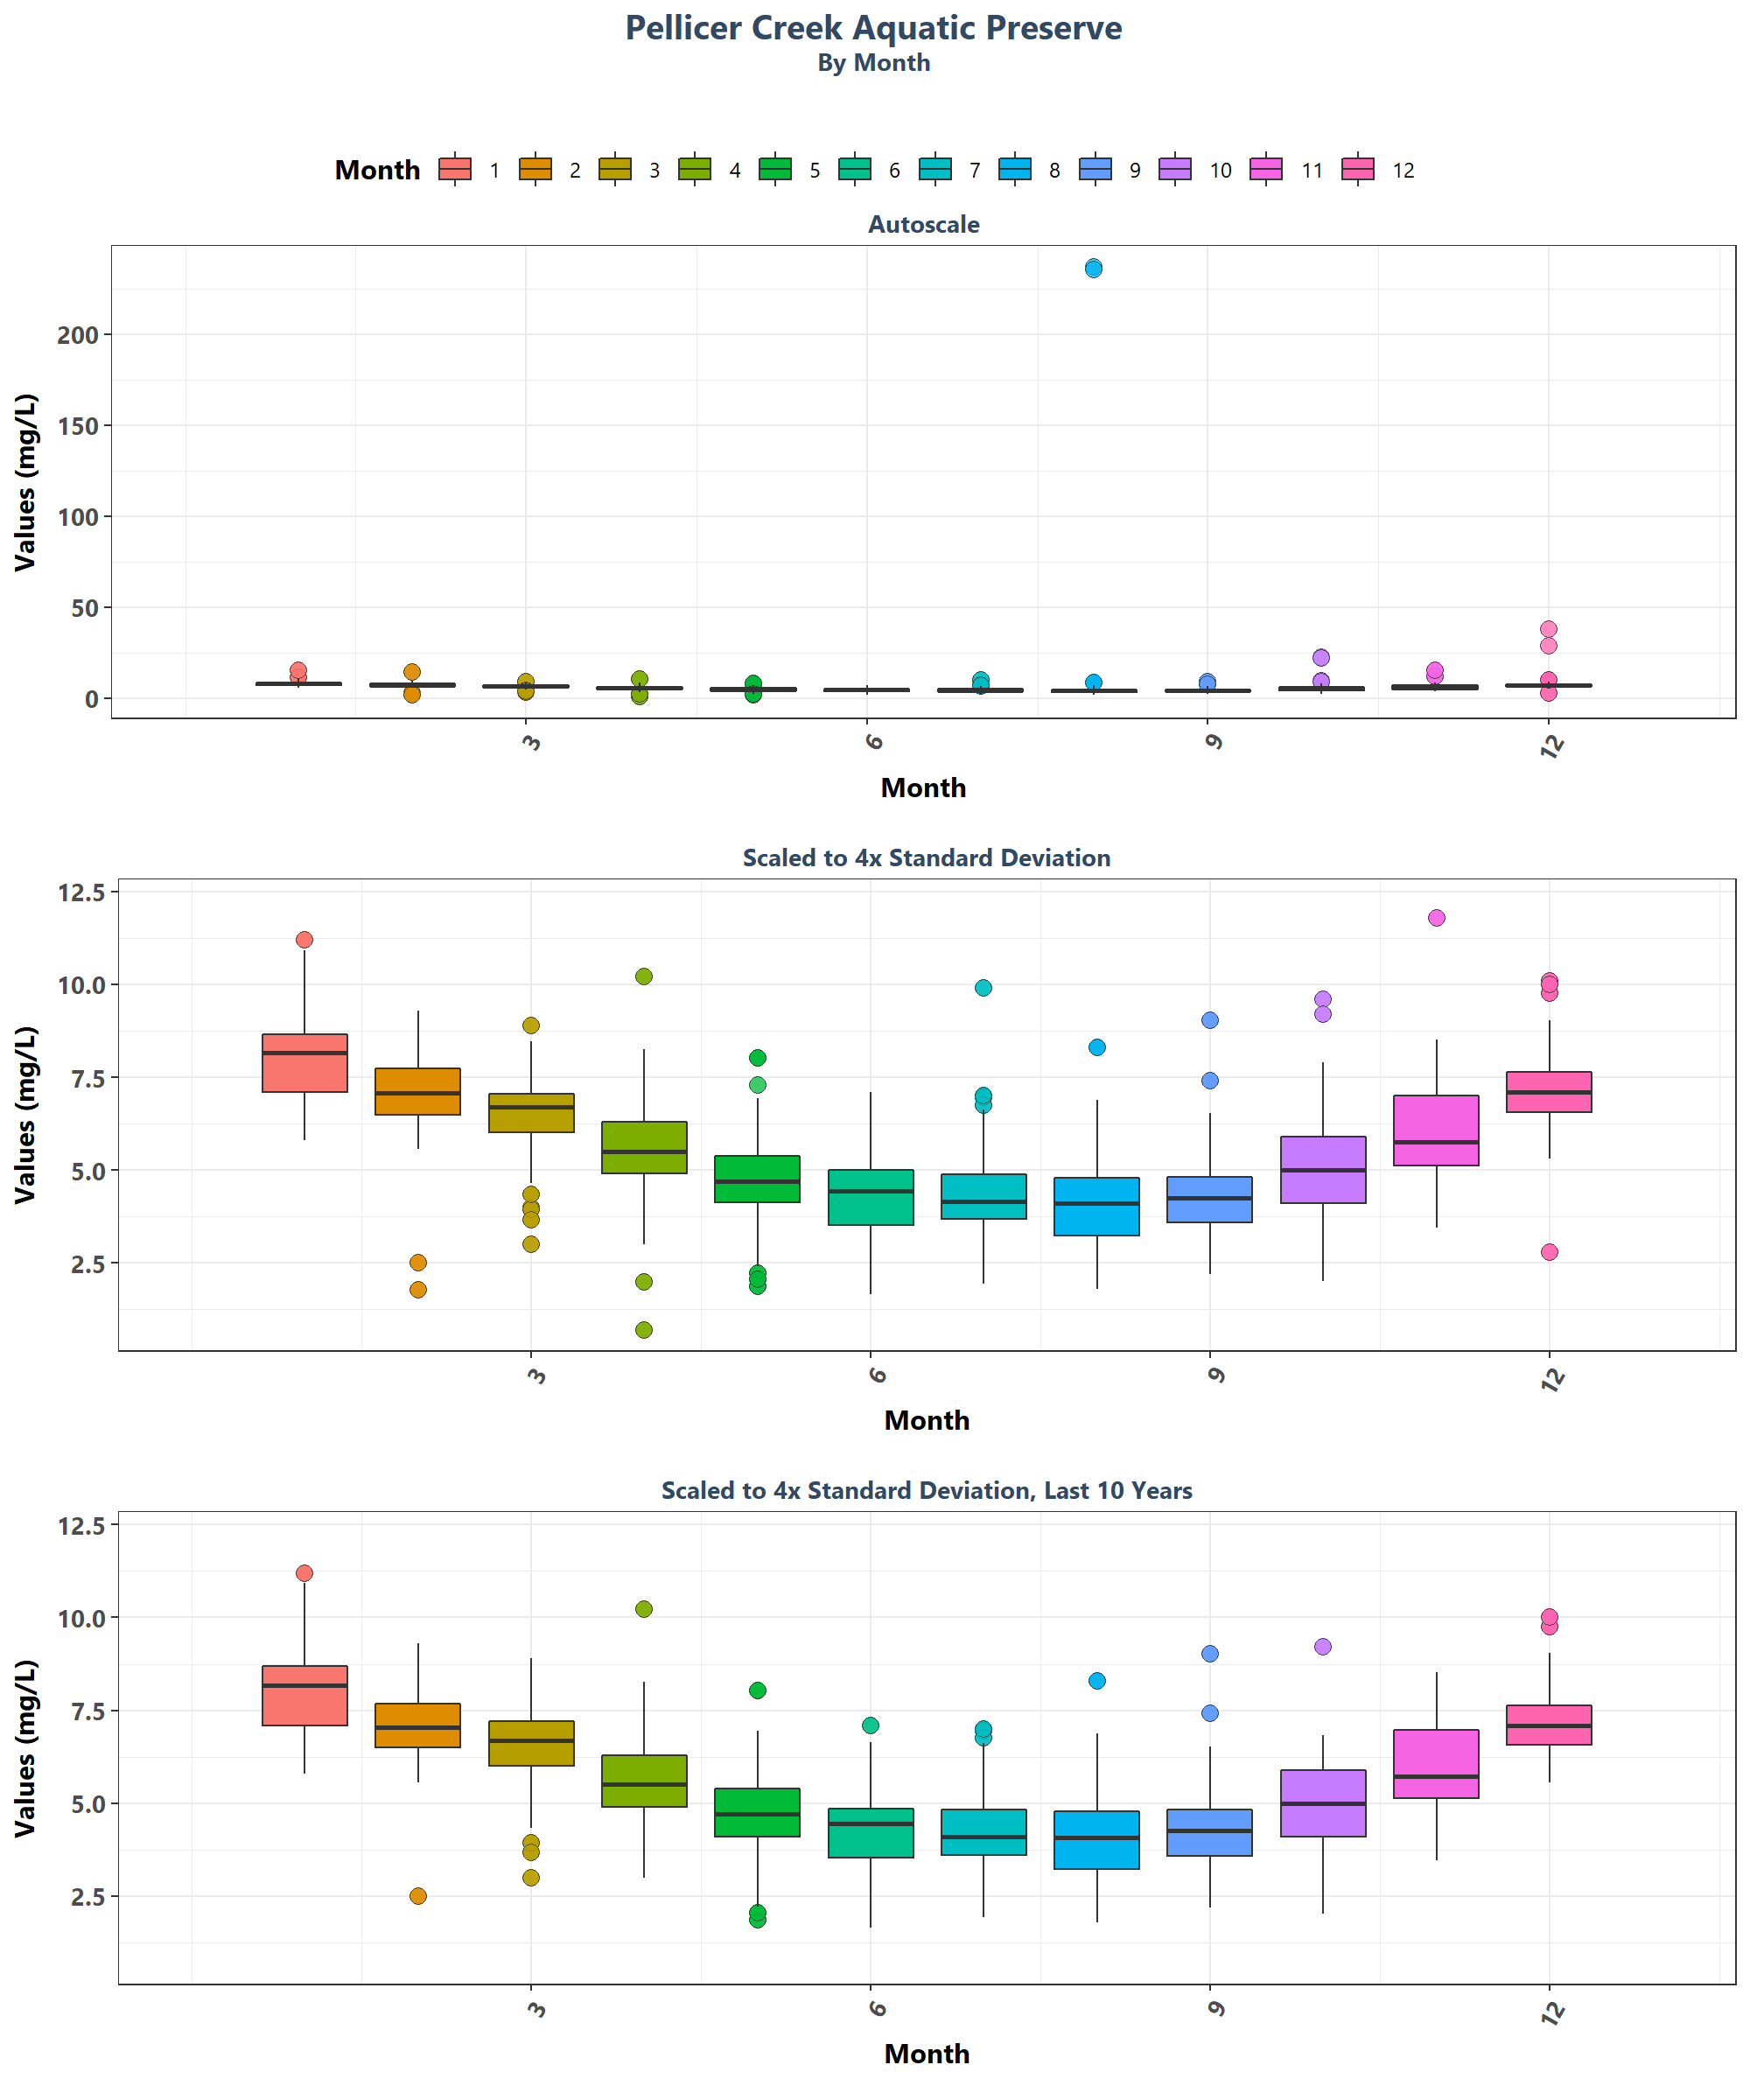 Pellicer Creek Aquatic Preserve
By Month
Month 1 2 3 4 5 6 7 8 9 10 11 12
Autoscale
Values (mg/L)
200
150
100
50
0
3 6 9 12
Month
Scaled to 4x Standard Deviation
Values (mg/L)
12.5
10.0
7.5
5.0
2.5
3 6 9 12
Month
Scaled to 4x Standard Deviation, Last 10 Years
Values (mg/L)
12.5
10.0
7.5
5.0
2.5
3 6 9 12
Month